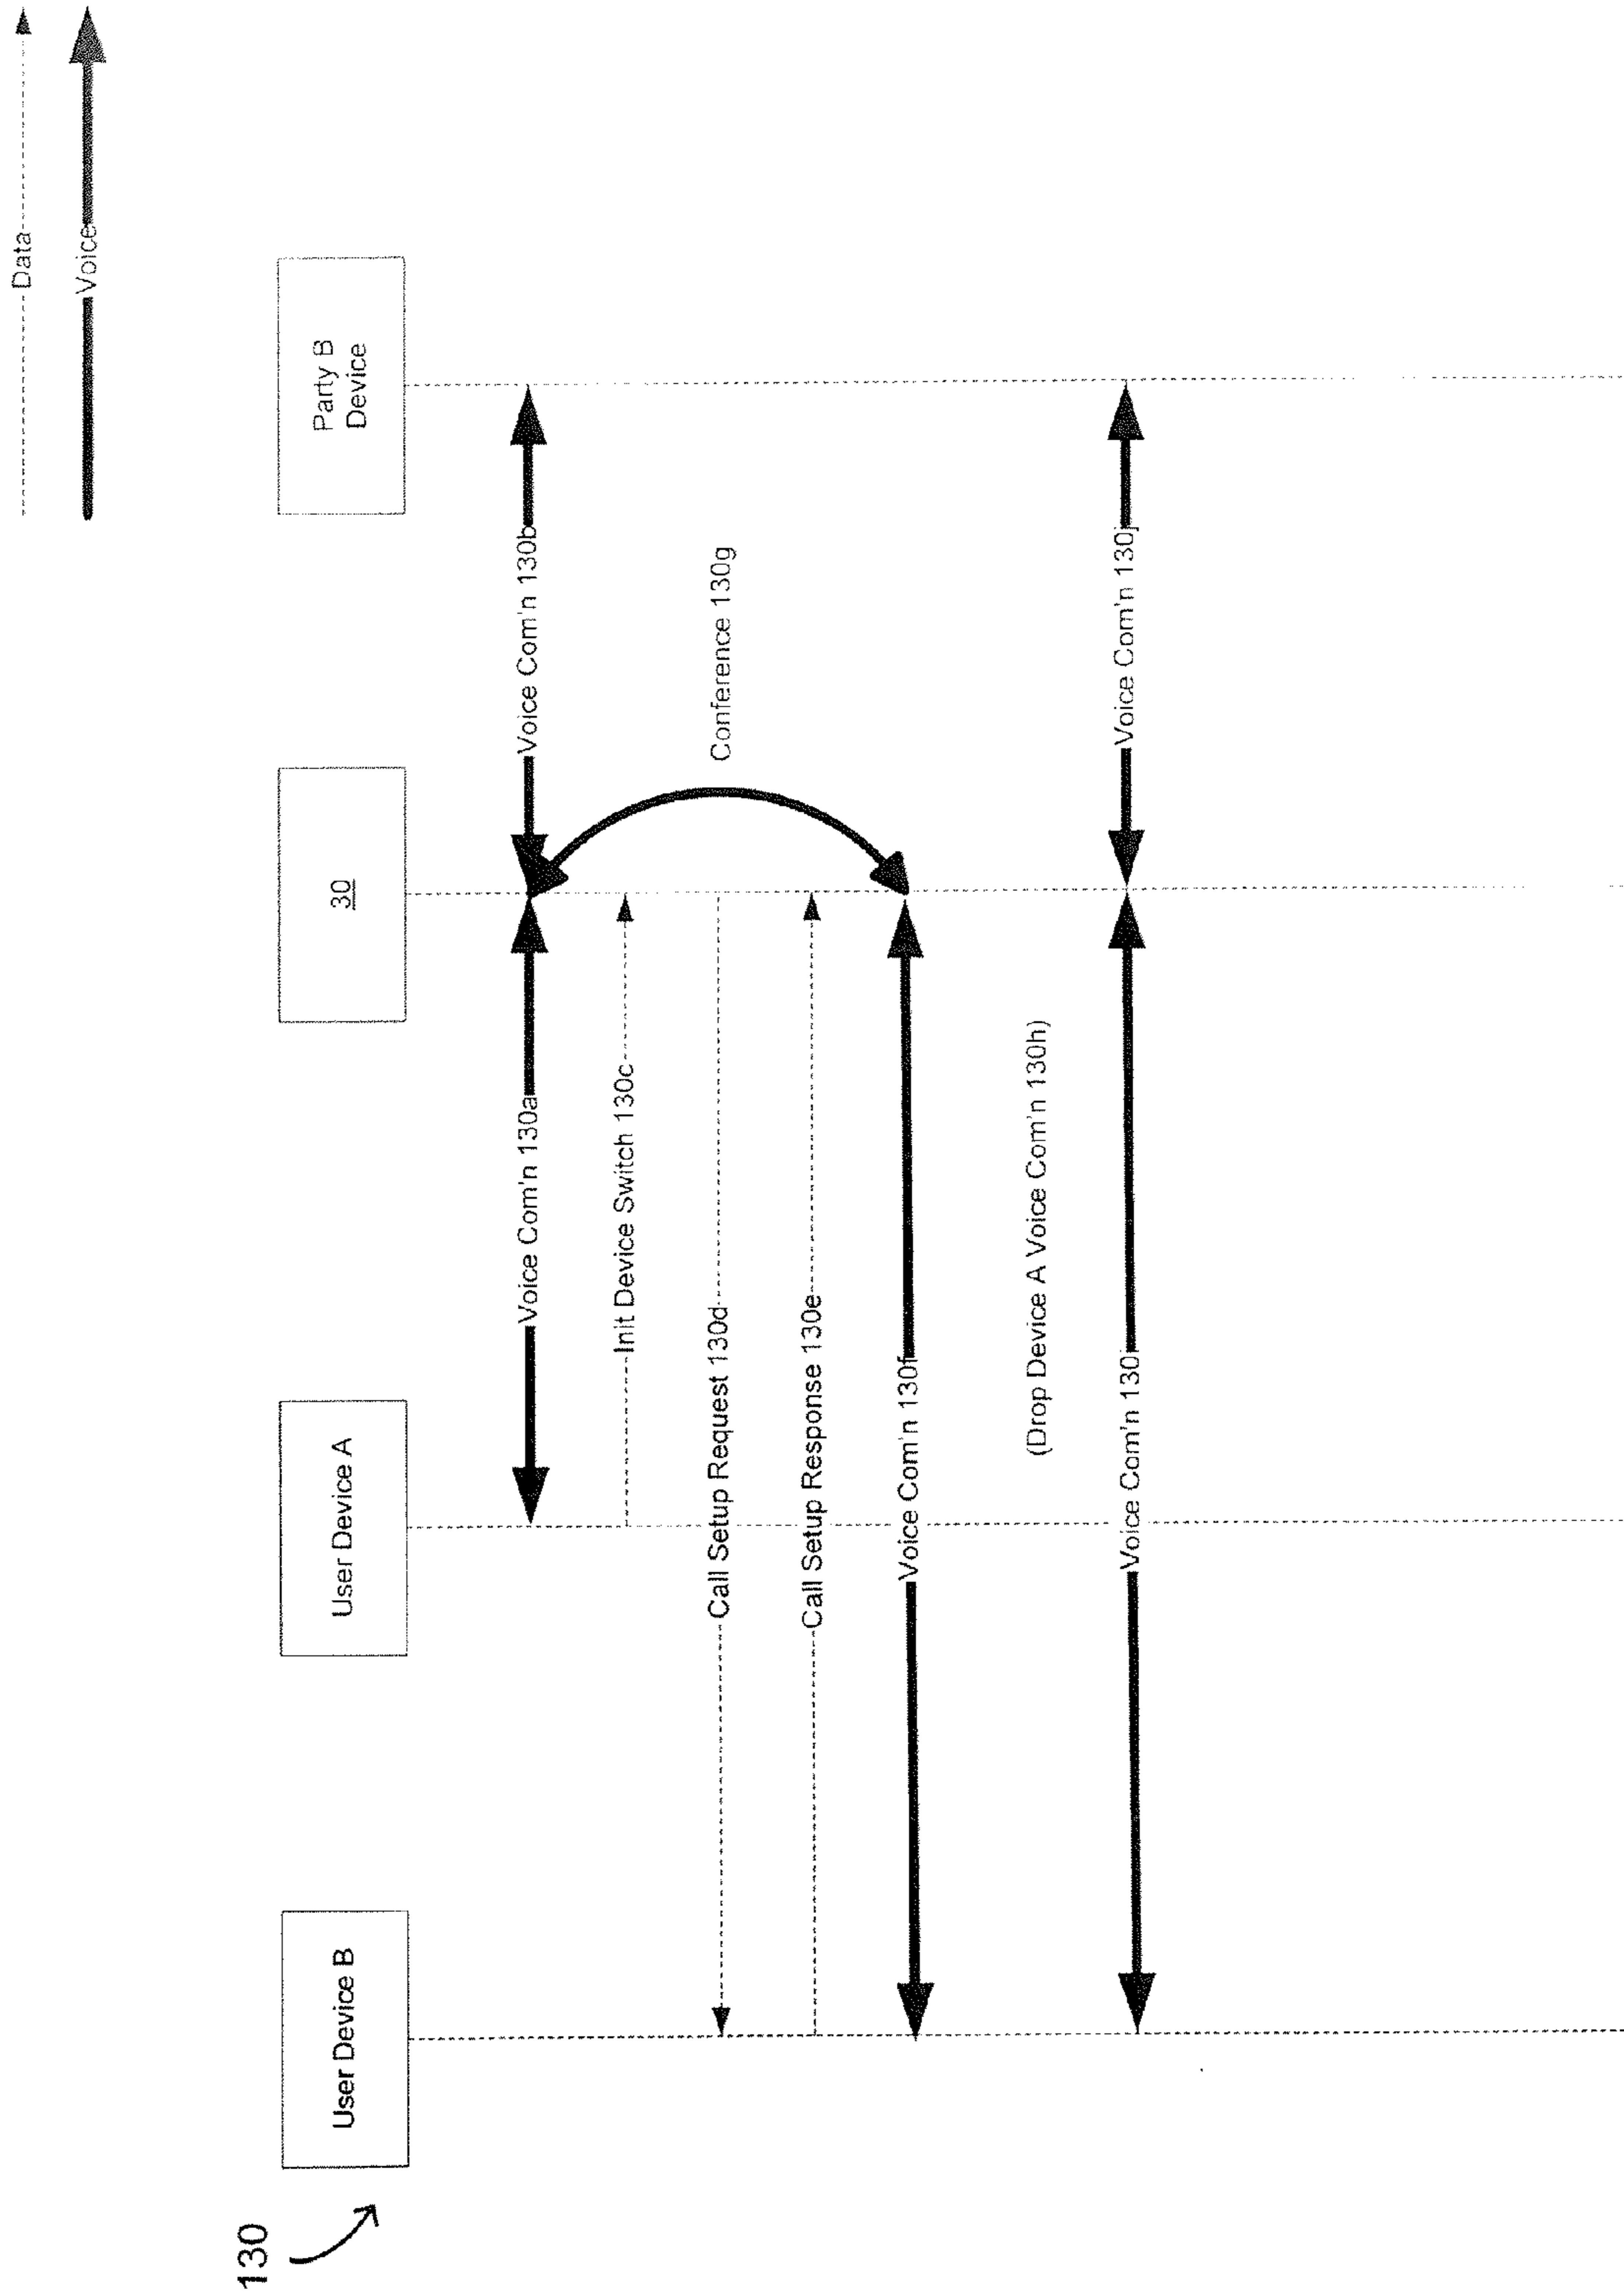 Data
Voice
130
User Device B
User Device A
30
Party B
Device
Voice Com'n 130a
Voice Com'n 130b
Init Device Switch 130c
Call Setup Request 130d
Conference 130g
Call Setup Response 130e
Voice Com'n 130f
(Drop Device A Voice Com'n 130h)
Voice Com'n 130i
Voice Com'n 130j